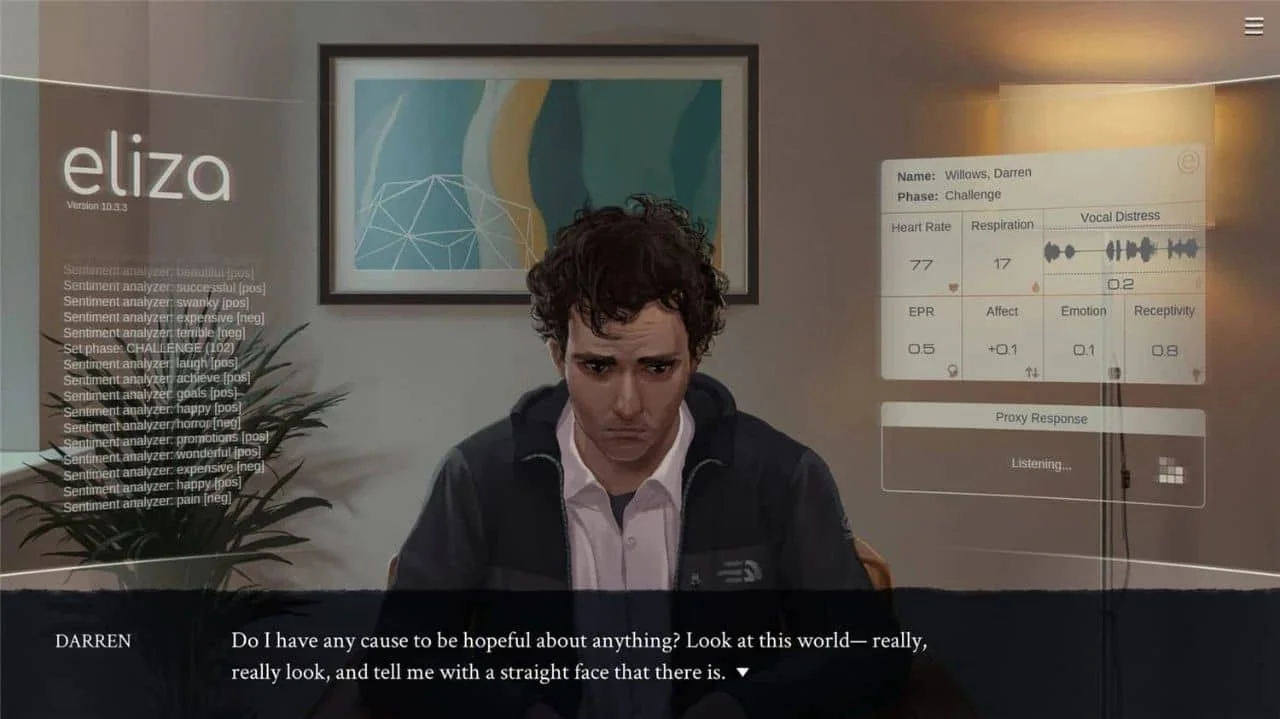 eliza
Version 10.3.3
Sentiment analyzer: beautiful [pos]
Sentiment analyzer: successful [pos]
Sentiment analyzer: swanky [pos]
Sentiment analyzer: expensive [neg]
Sentiment analyzer: terrible [neg]
Set phase: CHALLENGE (102)
Sentiment analyzer: laugh [pos]
Sentiment analyzer: achieve [pos]
Sentiment analyzer: goals [pos]
Sentiment analyzer: happy [pos]
Sentiment analyzer: horror [neg]
Sentiment analyzer: promotions [pos]
Sentiment analyzer: wonderful [pos]
Sentiment analyzer: expensive [neg]
Sentiment analyzer: happy [pos]
Sentiment analyzer: pain [neg]
Name: Willows, Darren
Phase: Challenge
Heart Rate Respiration Vocal Distress
77 17 0.2
EPR Affect Emotion Receptivity
0.5 +0.1 0.1 0.8
Proxy Response
Listening...
DARREN
Do I have any cause to be hopeful about anything? Look at this world— really,
really look, and tell me with a straight face that there is.